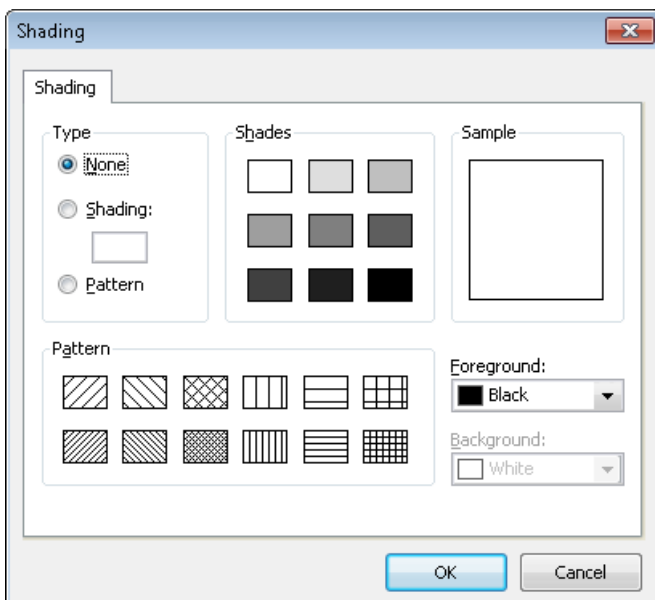 Shading
Shading
Type
None
Shading:
Pattern
Shades
Sample
Pattern
Foreground:
Black
Background:
White
OK
Cancel